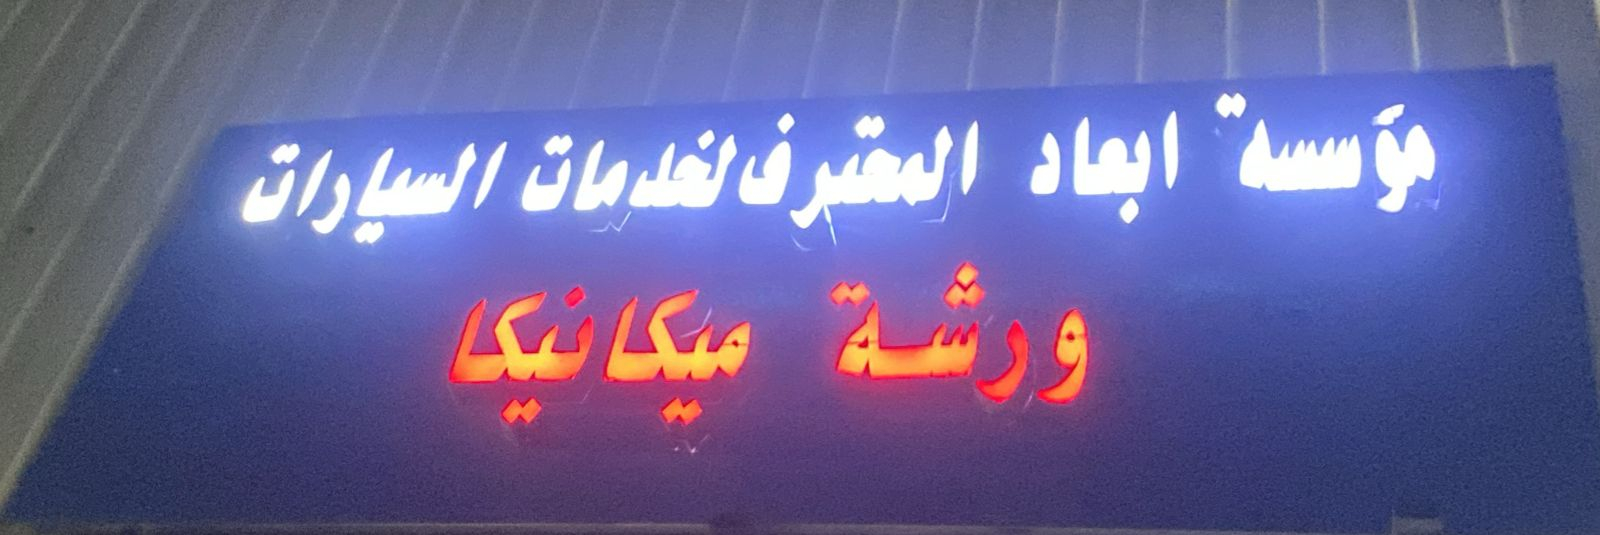 مؤسسة ابعاد المحترف لخدمات السيارات
ورشة ميكانيكا